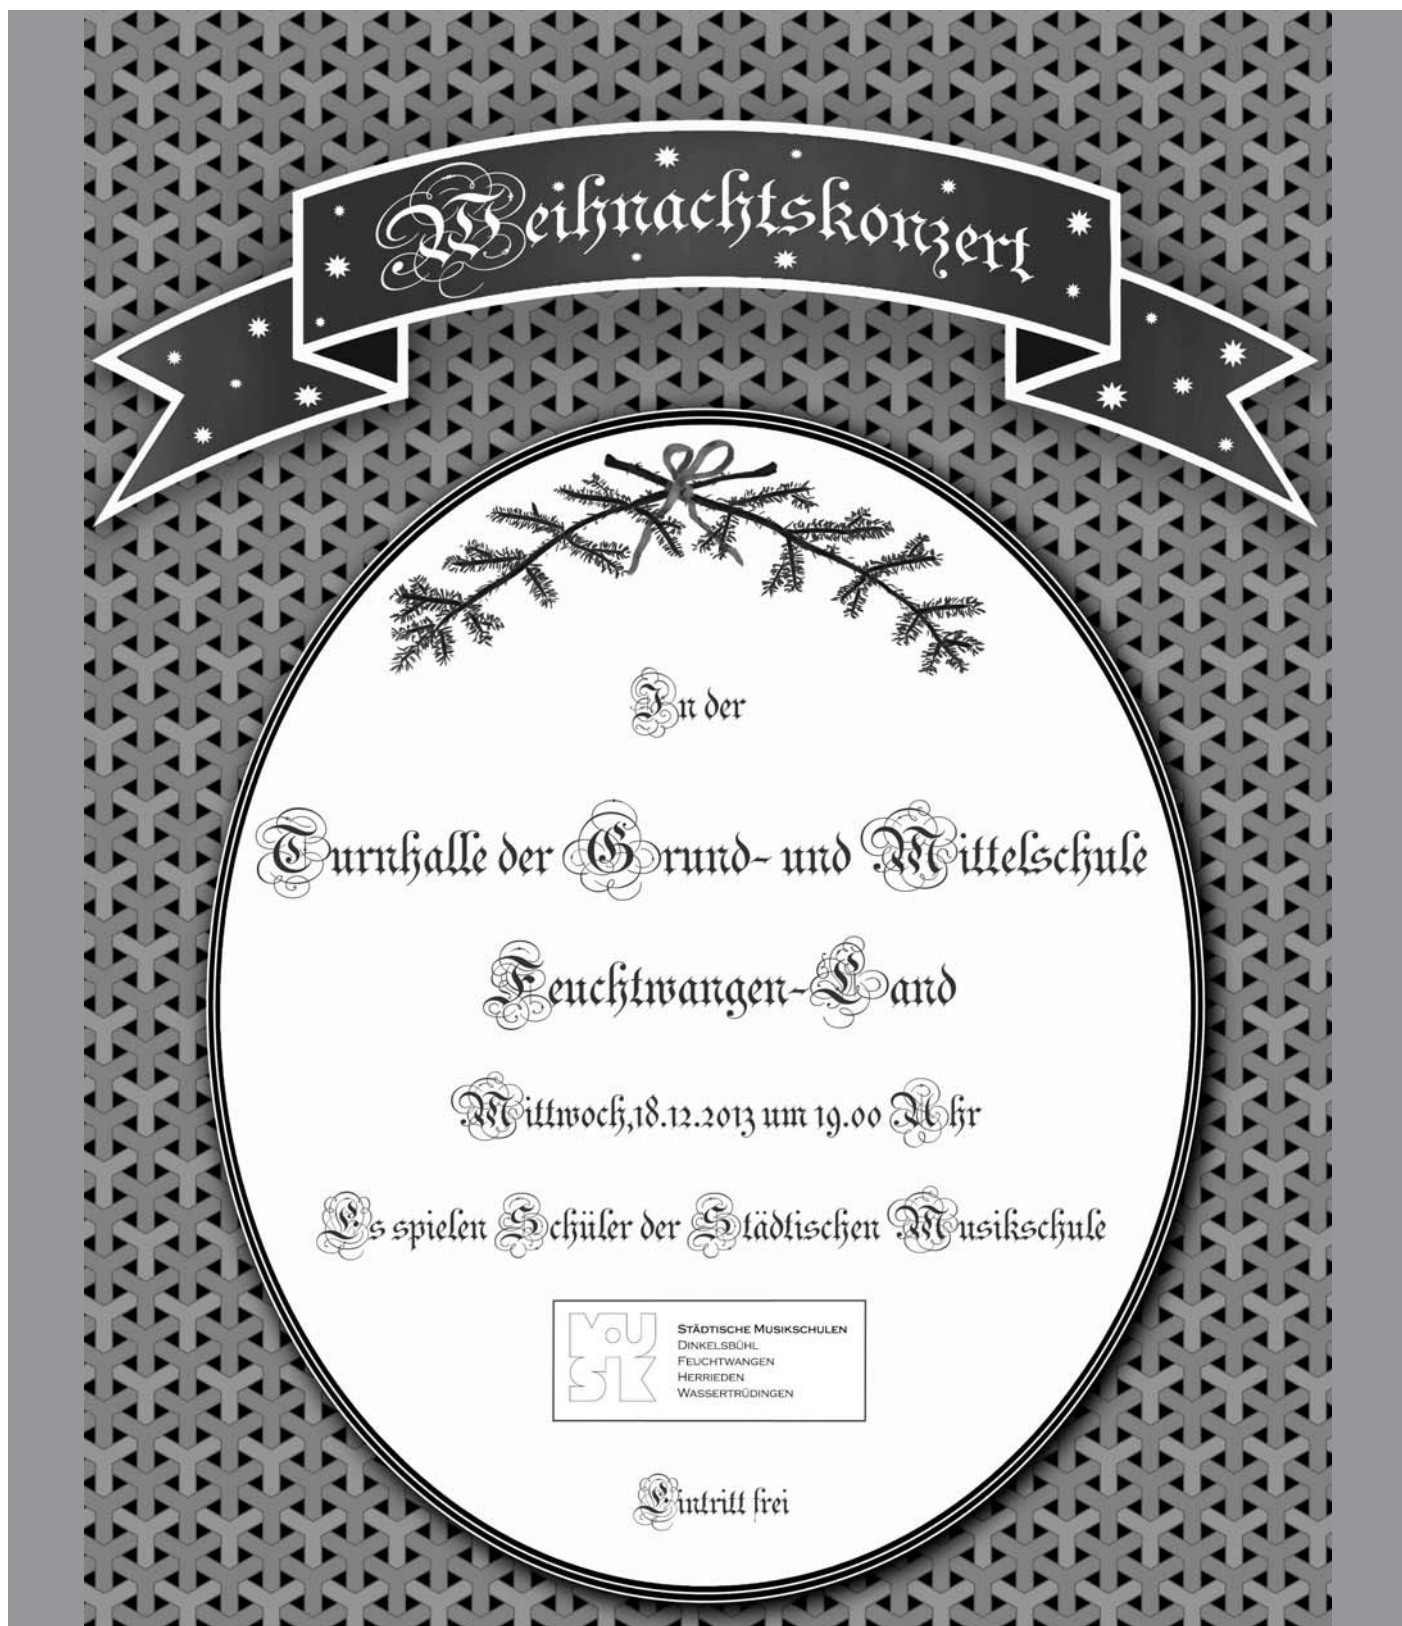 Weihnachtskonzert
In der
Turnhalle der Grund- und Mittelschule
Feuchtwangen-Land
Mittwoch,18.12.2013 um 19.00 Uhr
Es spielen Schüler der Städtischen Musikschule
MUSIK
STÄDTISCHE MUSIKSCHULEN
DINKELSBÜHL
FEUCHTWANGEN
HERRIEDEN
WASSERTRÜDINGEN
Eintritt frei